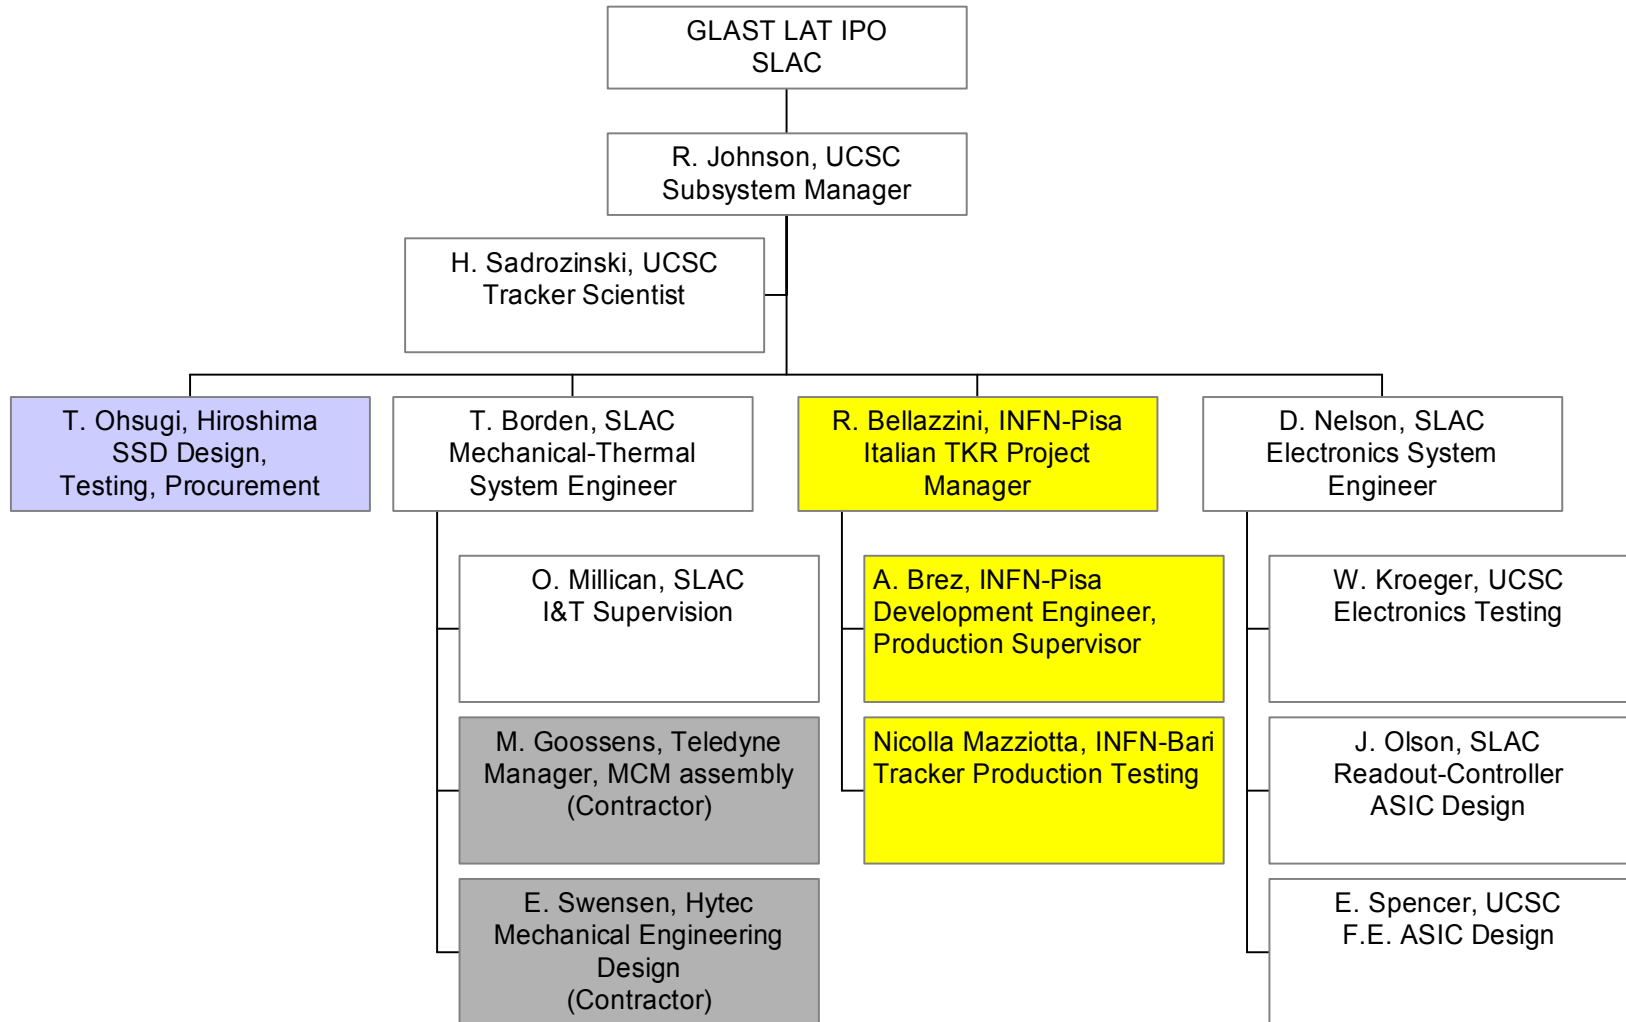 GLAST LAT IPO
SLAC
R. Johnson, UCSC
Subsystem Manager
H. Sadrozinski, UCSC
Tracker Scientist
T. Ohsugi, Hiroshima
SSD Design,
Testing, Procurement
T. Borden, SLAC
Mechanical-Thermal
System Engineer
R. Bellazzini, INFN-Pisa
Italian TKR Project
Manager
D. Nelson, SLAC
Electronics System
Engineer
O. Millican, SLAC
I&T Supervision
A. Brez, INFN-Pisa
Development Engineer,
Production Supervisor
W. Kroeger, UCSC
Electronics Testing
M. Goossens, Teledyne
Manager, MCM assembly
(Contractor)
Nicolla Mazziotta, INFN-Bari
Tracker Production Testing
J. Olson, SLAC
Readout-Controller
ASIC Design
E. Swensen, Hytec
Mechanical Engineering
Design
(Contractor)
E. Spencer, UCSC
F.E. ASIC Design